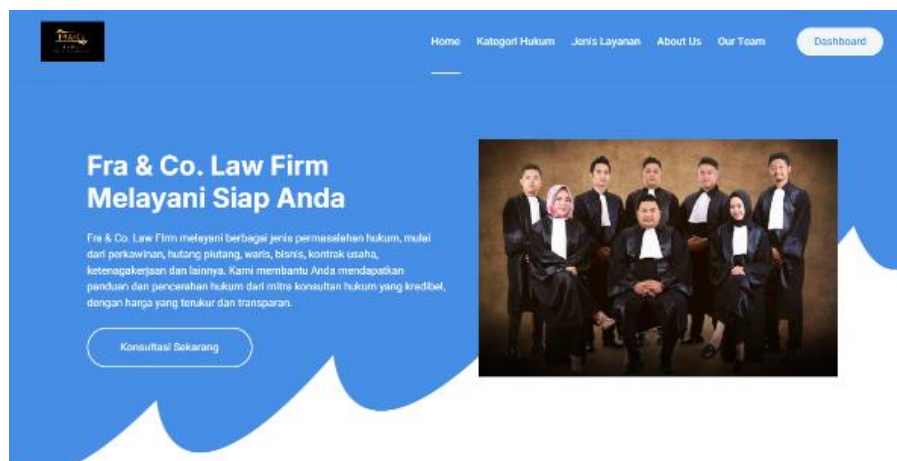 Home Kategori Hukum Jenis Layanan About Us Our Team Dashboard
Fra & Co. Law Firm
Melayani Siap Anda
Fra & Co. Law Firm melayani berbagai jenis permasalahan hukum, mulai
dari perkawinan, hutang piutang, waris, bisnis, kontrak usaha,
ketenagakerjaan dan lainnya. Kami membantu Anda mendapatkan
panduan dan pencerahan hukum dari mitra konsultan hukum yang kredibel,
dengan harga yang terukur dan transparan.
Konsultasi Sekarang